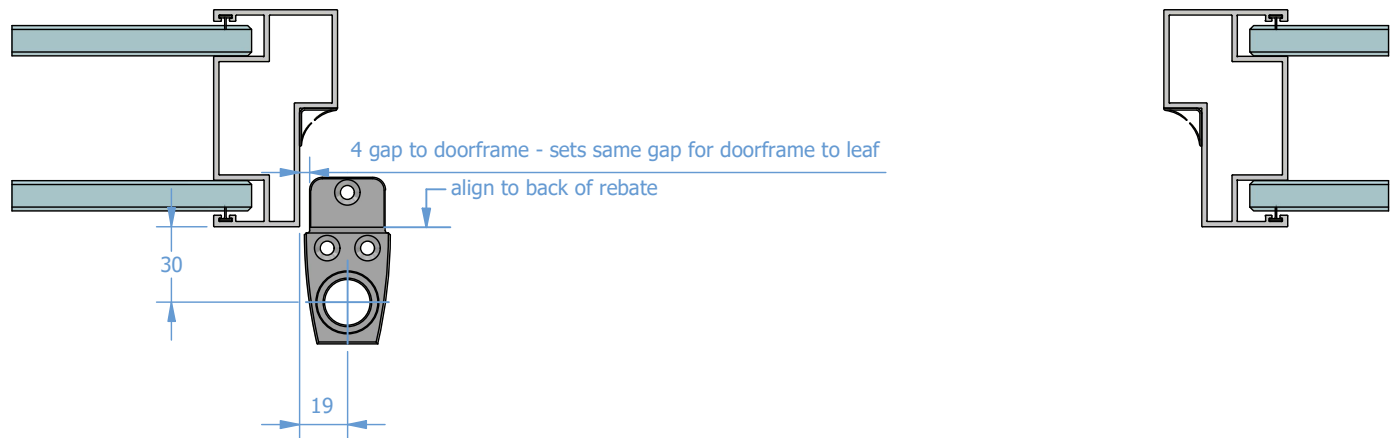 4 gap to doorframe - sets same gap for doorframe to leaf
align to back of rebate
30
19